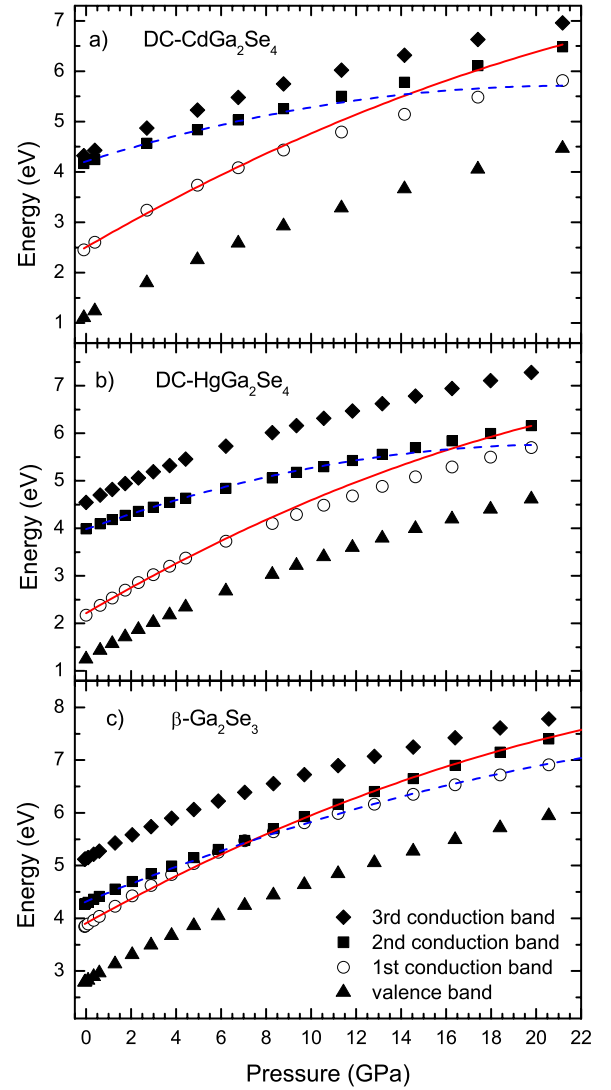 a) DC-CdGa₂Se₄
7
6
5
4
3
2
1
Energy (eV)
b) DC-HgGa₂Se₄
7
6
5
4
3
2
1
Energy (eV)
c) β-Ga₂Se₃
8
7
6
5
4
3
Energy (eV)
3rd conduction band
2nd conduction band
1st conduction band
valence band
0 2 4 6 8 10 12 14 16 18 20 22
Pressure (GPa)